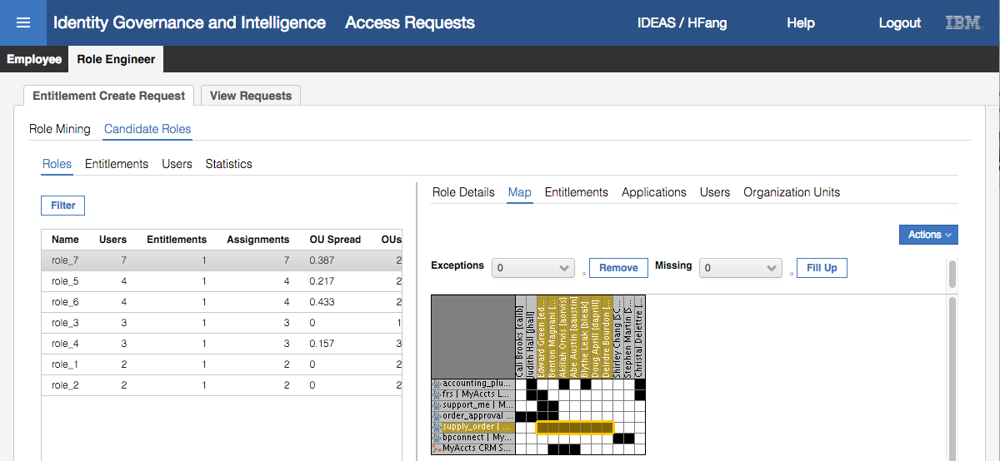 Identity Governance and Intelligence Access Requests IDEAS / HFang Help Logout IBM
Employee Role Engineer
Entitlement Create Request View Requests
Role Mining Candidate Roles
Roles Entitlements Users Statistics
Filter
Name Users Entitlements Assignments OU Spread OUs
role_7 7 1 7 0.387 2
role_5 4 1 4 0.217 2
role_6 4 1 4 0.433 2
role_3 3 1 3 0 1
role_4 3 1 3 0.157 3
role_1 2 1 2 0 2
role_2 2 1 2 0 2
Role Details Map Entitlements Applications Users Organization Units
Actions
Exceptions 0 Remove Missing 0 Fill Up
Cali Brooks [calib]
Judith Hall [jhall]
Edward Green [ed...
Benton Magnani [...
Akilah Orvis [aorvis]
Abe Austin [aaustin]
Blythe Leak [bleak]
Doug April [daprill]
Deirdre Bourdon [...
Shirley Chang [SC...
Stephen Martin [S...
Christal Delettre [...
accounting_plu...
frs | MyAccts L...
support_me | M...
order_approval ...
supply_order | ...
bpconnect | My...
MyAccts CRM S...